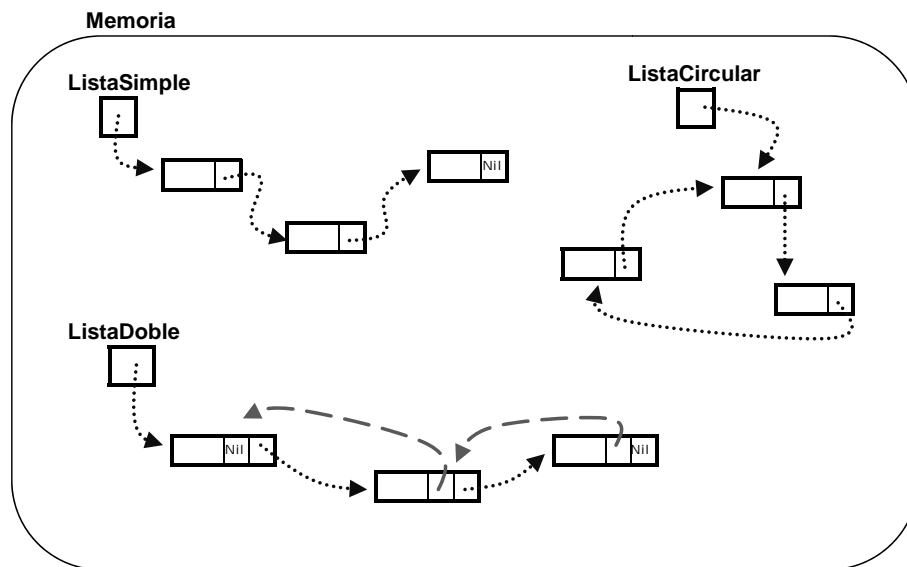 Memoria
ListaSimple
ListaCircular
Nil
ListaDoble
Nil
Nil